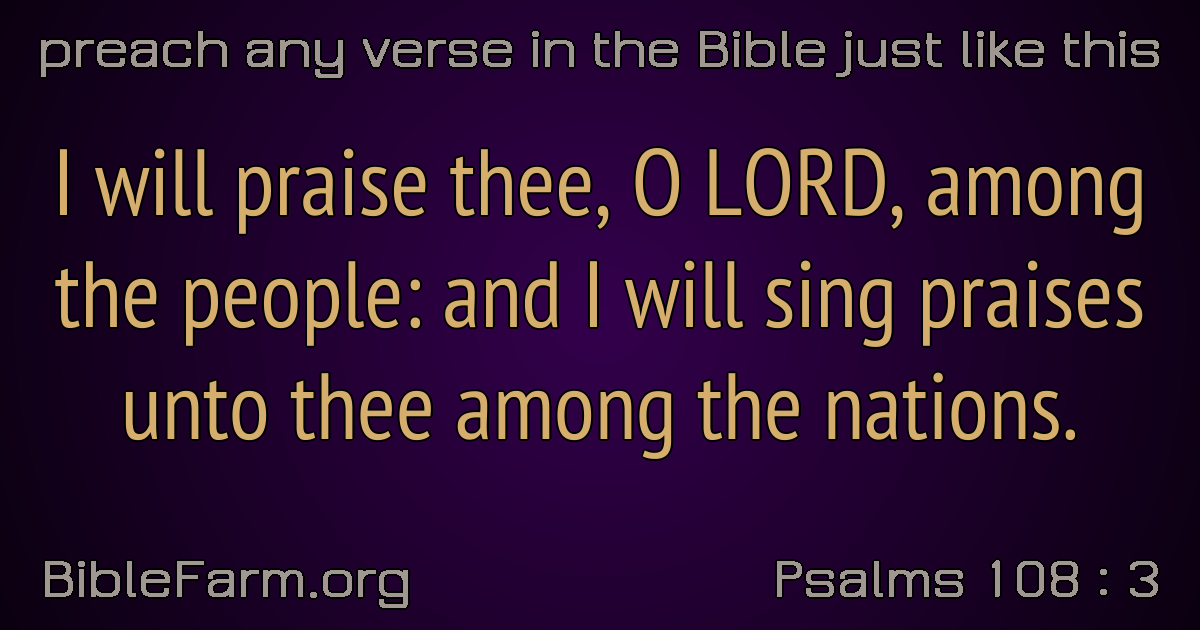 preach any verse in the Bible just like this
I will praise thee, O LORD, among
the people: and I will sing praises
unto thee among the nations.
BibleFarm.org
Psalms 108 : 3